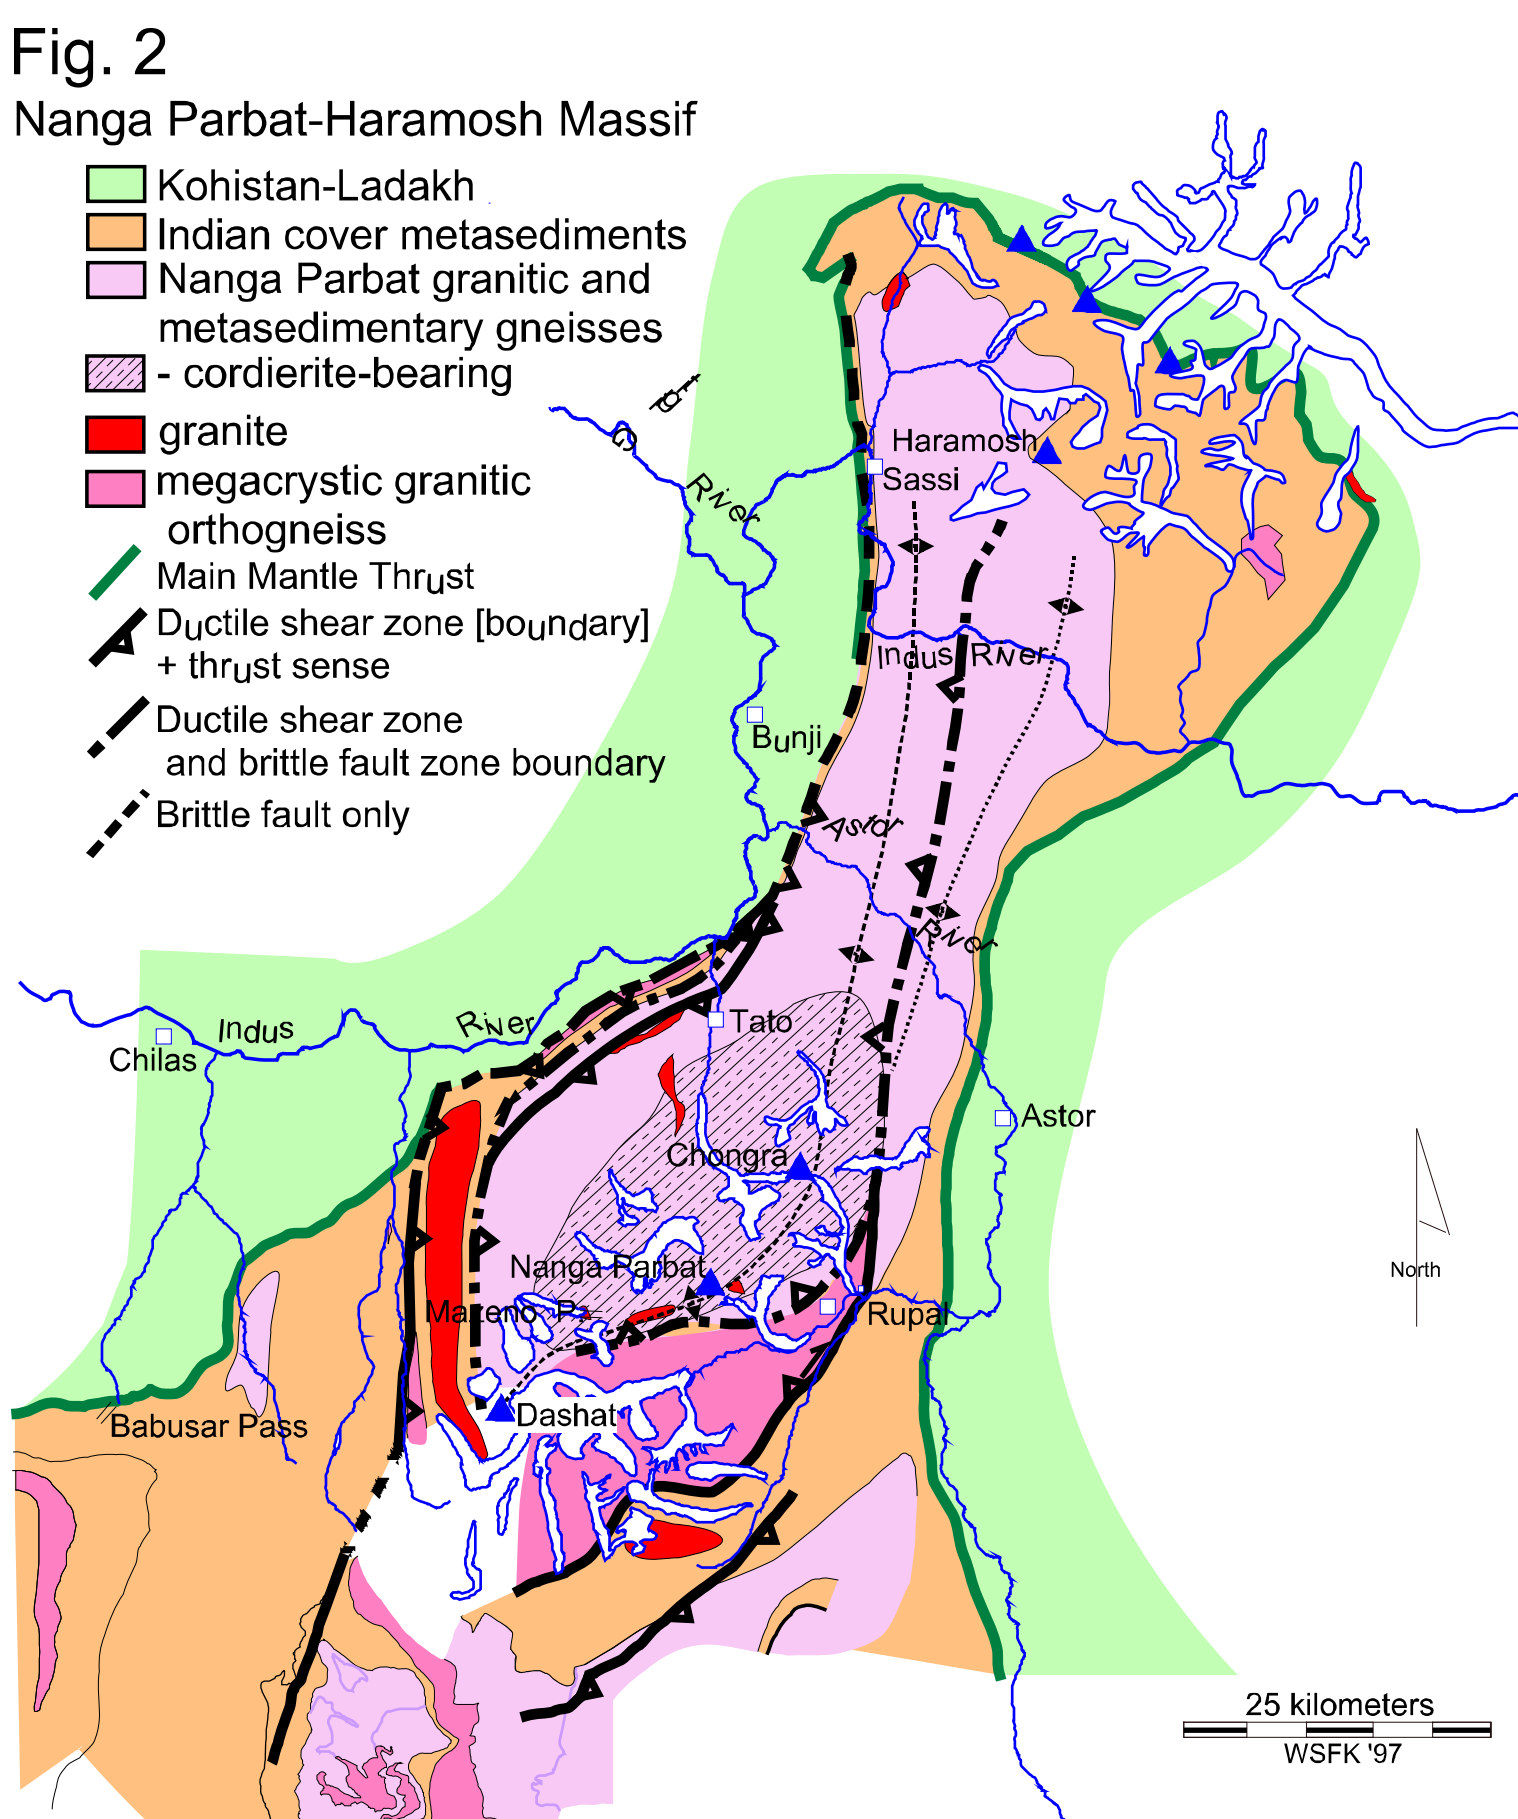 Fig. 2
Nanga Parbat-Haramosh Massif
Kohistan-Ladakh
Indian cover metasediments
Nanga Parbat granitic and
metasedimentary gneisses
- cordierite-bearing
granite
megacrystic granitic
orthogneiss
Main Mantle Thrust
Ductile shear zone [boundary]
+ thrust sense
Ductile shear zone
and brittle fault zone boundary
Brittle fault only
River
Haramosh
Sassi
Indus River
Bunji
Astor
River
Indus
River
Chilas
Tato
Astor
Chongra
Nanga Parbat
Mazeno P.
Rupal
Dashat
Babusar Pass
North
25 kilometers
WSFK '97